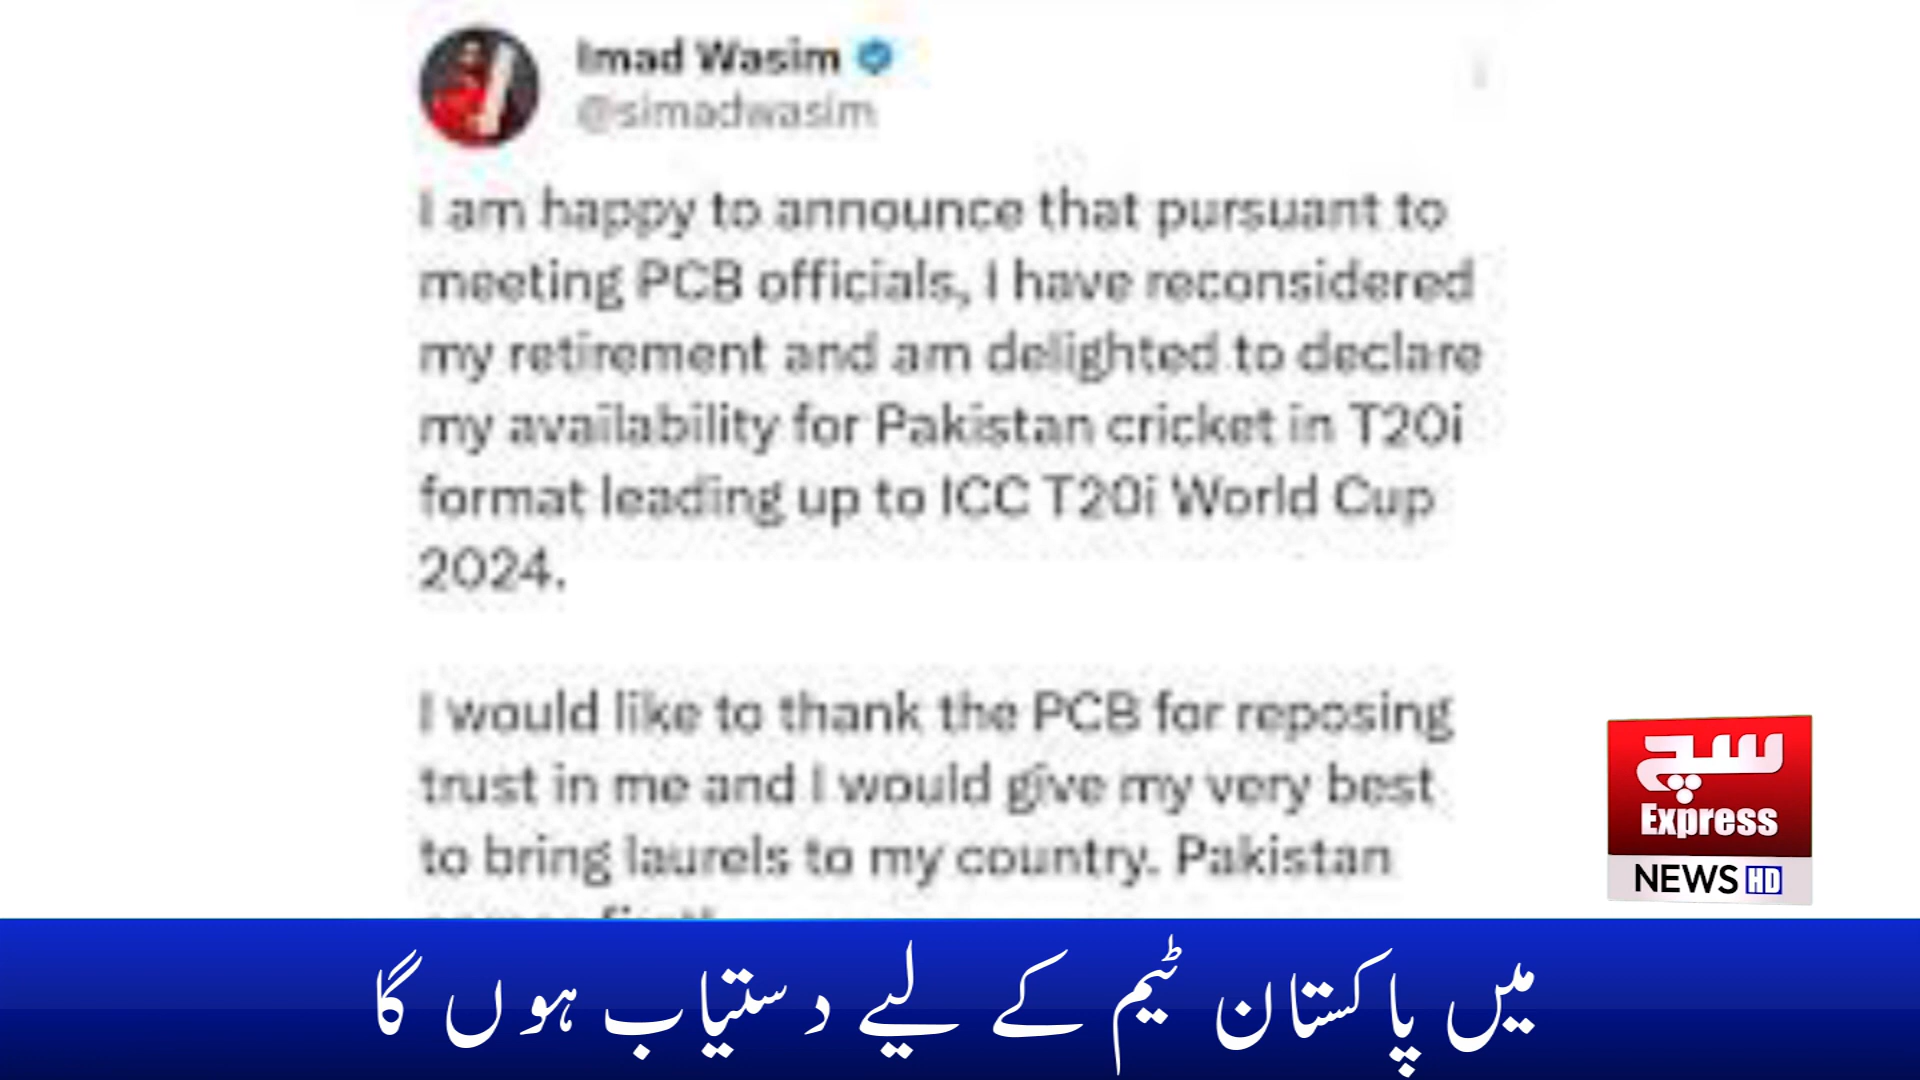 Imad Wasim
@simadwasim
I am happy to announce that pursuant to
meeting PCB officials, I have reconsidered
my retirement and am delighted to declare
my availability for Pakistan cricket in T20i
format leading up to ICC T20i World Cup
2024.
I would like to thank the PCB for reposing
trust in me and I would give my very best
to bring laurels to my country. Pakistan
سچ
Express
NEWS HD
میں پاکستان ٹیم کے لیے دستیاب ہوں گا